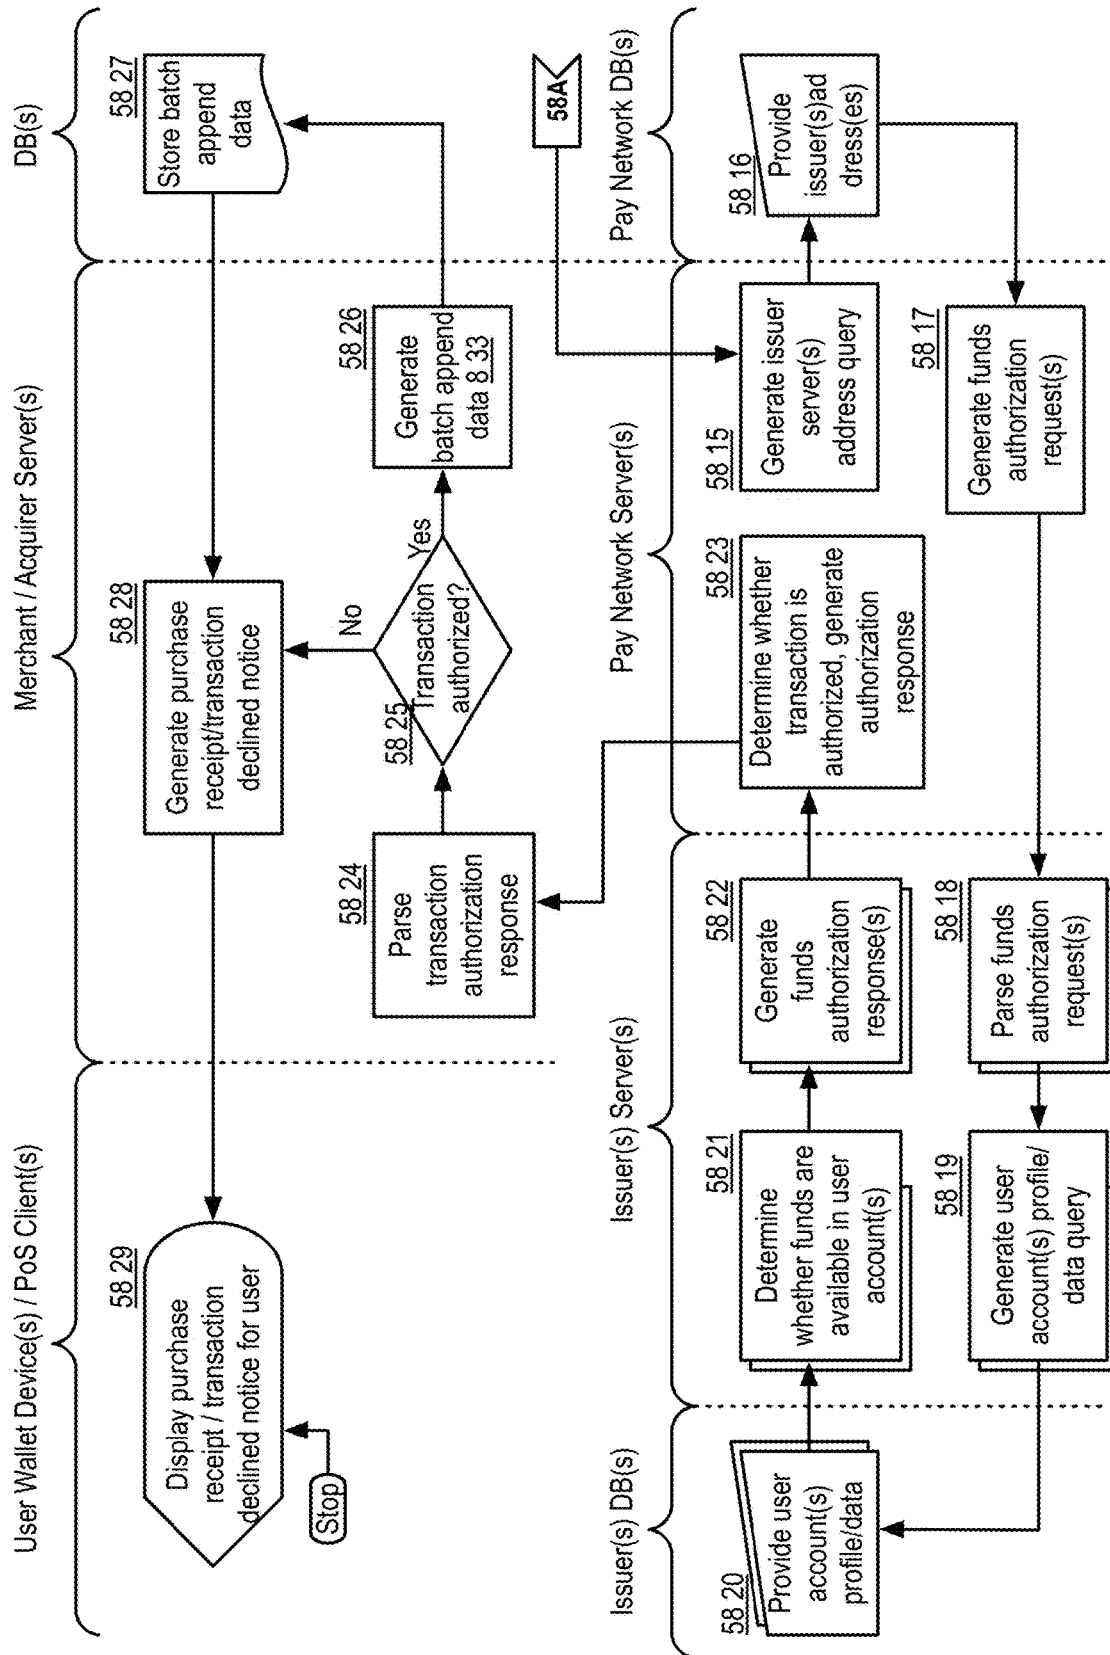 User Wallet Device(s) / PoS Client(s)
Merchant / Acquirer Server(s)
DB(s)
58 29
Display purchase
receipt / transaction
declined notice for user
Stop
58 28
Generate purchase
receipt/transaction
declined notice
58 27
Store batch
append
data
58 24
Parse
transaction
authorization
response
58 25
Transaction
authorized?
No
Yes
58 26
Generate
batch append
data 8 33
58A
Issuer(s) DB(s)
Issuer(s) Server(s)
Pay Network Server(s)
Pay Network DB(s)
58 20
Provide user
account(s)
profile/data
58 21
Determine
whether funds are
available in user
account(s)
58 22
Generate
funds
authorization
response(s)
58 23
Determine whether
transaction is
authorized, generate
authorization
response
58 15
Generate issuer
server(s)
address query
58 16
Provide
issuer(s)ad
dress(es)
58 19
Generate user
account(s) profile/
data query
58 18
Parse funds
authorization
request(s)
58 17
Generate funds
authorization
request(s)